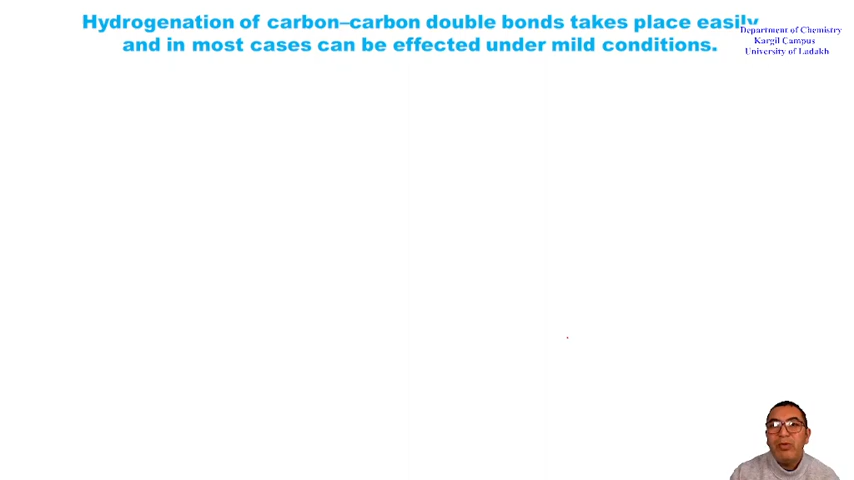 Hydrogenation of carbon–carbon double bonds takes place easily
and in most cases can be effected under mild conditions.
Department of Chemistry
Kargil Campus
University of Ladakh